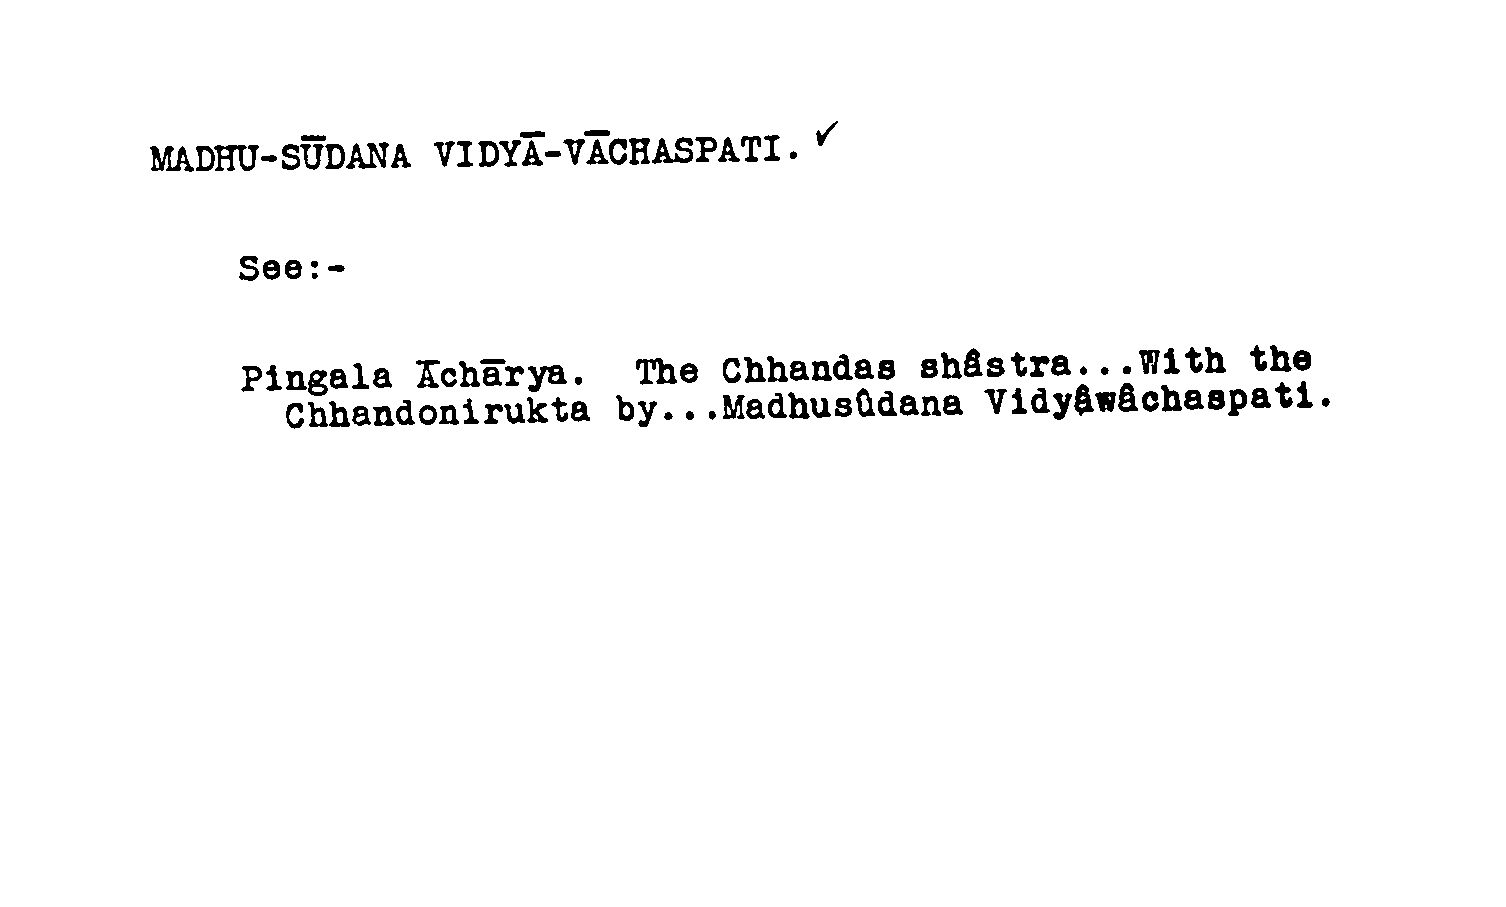 MADHU-SŪDANA VIDYĀ-VĀCHASPATI. ✓
See:-
Pingala Āchārya. The Chhandas shâstra...With the
Chhandonirukta by...Madhusûdana Vidyâwâchaspati.